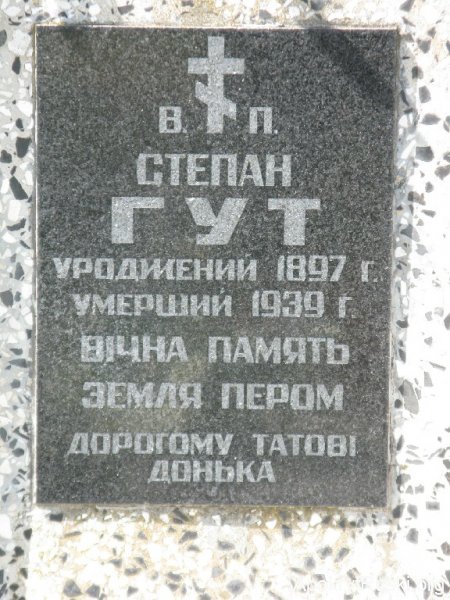 В. П.
СТЕПАН
ГУТ
УРОДЖЕНИЙ 1897 Г.
УМЕРШИЙ 1939 Г.
ВІЧНА ПАМЯТЬ
ЗЕМЛЯ ПЕРОМ
ДОРОГОМУ ТАТОВІ
ДОНЬКА